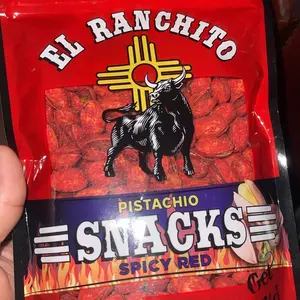 EL RANCHITO
PISTACHIO
SNACKS
SPICY RED